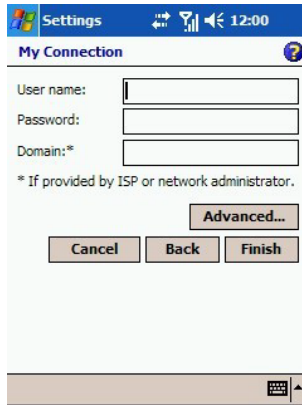 Settings 12:00
My Connection ?
User name:
Password:
Domain:*
* If provided by ISP or network administrator.
Advanced...
Cancel Back Finish